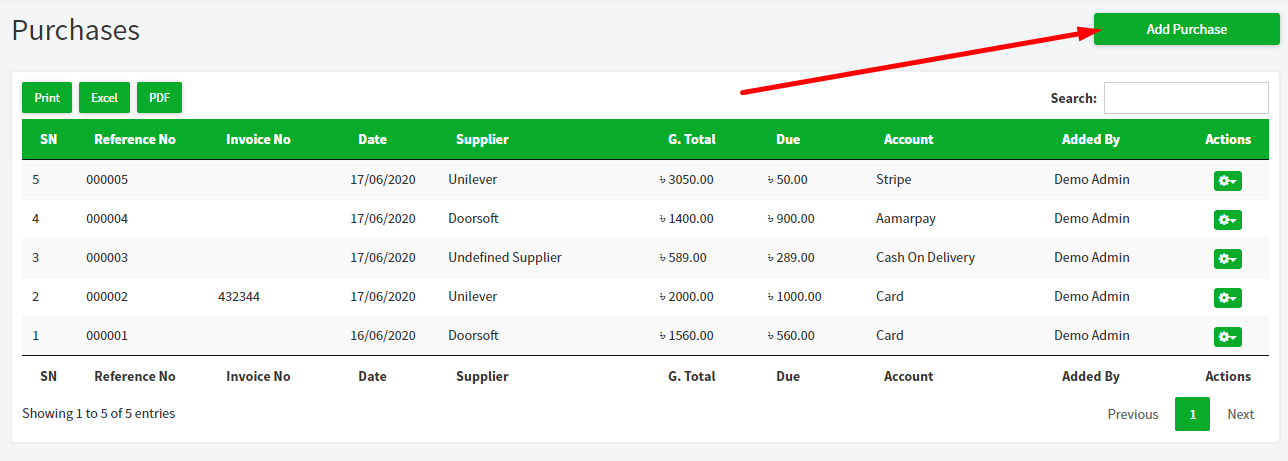 Purchases
Add Purchase
Print Excel PDF Search:
SN Reference No Invoice No Date Supplier G. Total Due Account Added By Actions
5 000005 17/06/2020 Unilever ৳ 3050.00 ৳ 50.00 Stripe Demo Admin
4 000004 17/06/2020 Doorsoft ৳ 1400.00 ৳ 900.00 Aamarpay Demo Admin
3 000003 17/06/2020 Undefined Supplier ৳ 589.00 ৳ 289.00 Cash On Delivery Demo Admin
2 000002 432344 17/06/2020 Unilever ৳ 2000.00 ৳ 1000.00 Card Demo Admin
1 000001 16/06/2020 Doorsoft ৳ 1560.00 ৳ 560.00 Card Demo Admin
SN Reference No Invoice No Date Supplier G. Total Due Account Added By Actions
Showing 1 to 5 of 5 entries Previous 1 Next